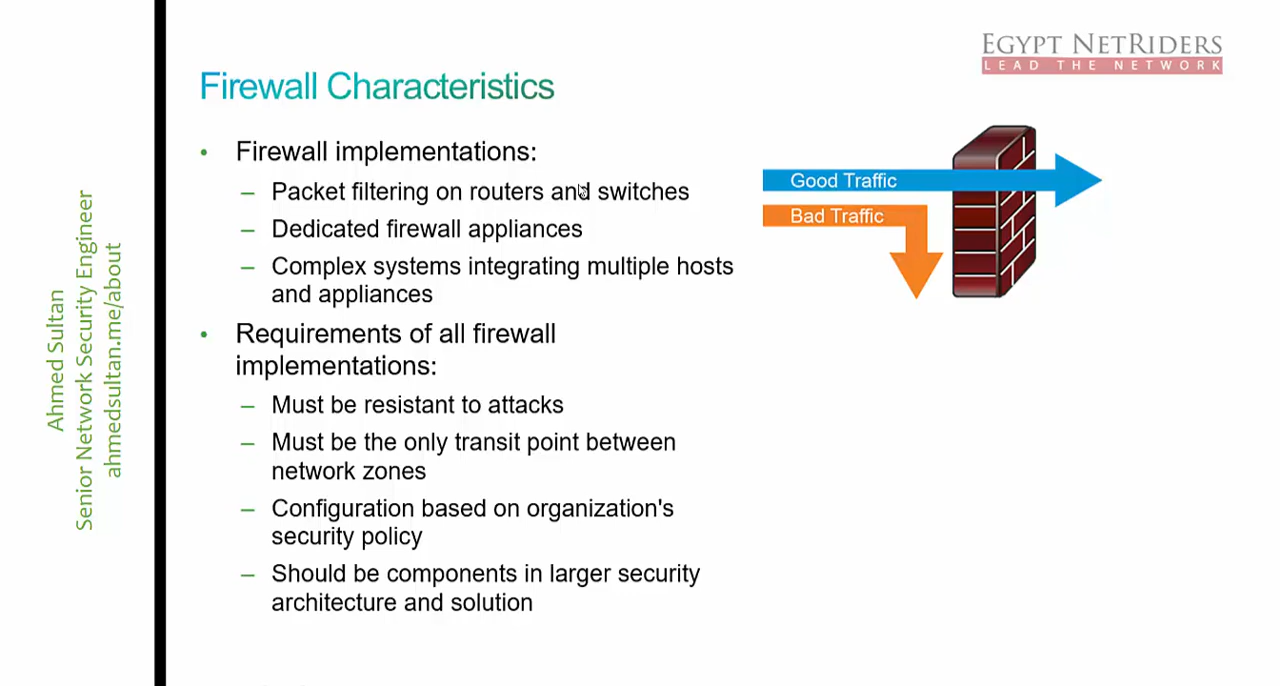 EGYPT NETRIDERS
LEAD THE NETWORK
Firewall Characteristics
• Firewall implementations:
– Packet filtering on routers and switches
– Dedicated firewall appliances
– Complex systems integrating multiple hosts
and appliances
• Requirements of all firewall
implementations:
– Must be resistant to attacks
– Must be the only transit point between
network zones
– Configuration based on organization's
security policy
– Should be components in larger security
architecture and solution
Good Traffic
Bad Traffic
Ahmed Sultan
Senior Network Security Engineer
ahmedsultan.me/about